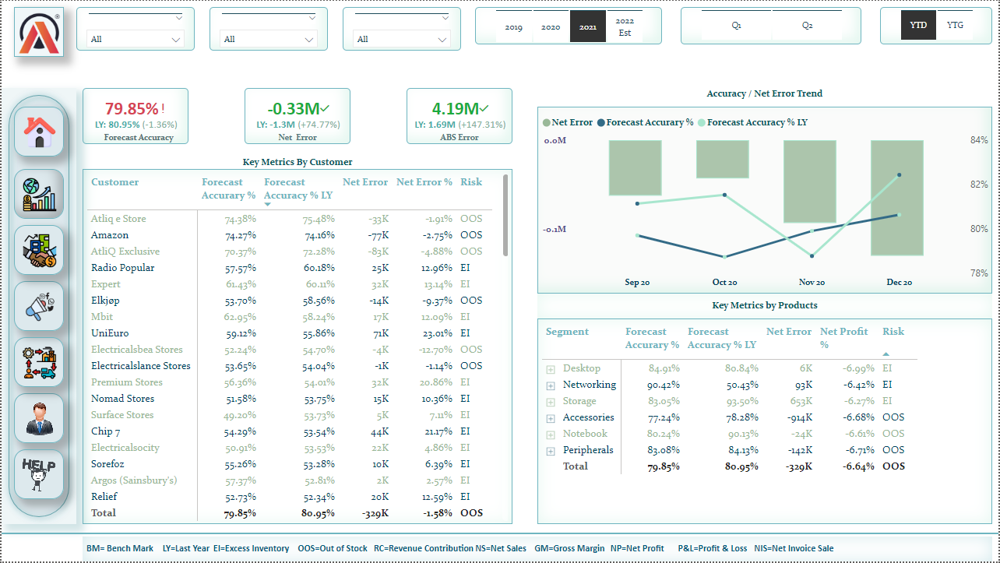 ®
All
All
All
2019
2020
2021
2022
Est
Q1
Q2
YTD
YTG
79.85% !
LY: 80.95% (-1.36%)
Forecast Accuracy
-0.33M✓
LY: -1.3M (+74.77%)
Net Error
4.19M✓
LY: 1.69M (+147.31%)
ABS Error
Accuracy / Net Error Trend
Net Error Forecast Accurary % Forecast Accuracy % LY
0.0M
-0.1M
84%
82%
80%
78%
Sep 20 Oct 20 Nov 20 Dec 20
Key Metrics By Customer
Customer Forecast Accurary % Forecast Accuracy % LY Net Error Net Error % Risk
Atliq e Store 74.38% 75.48% -33K -1.91% OOS
Amazon 74.27% 74.16% -77K -2.75% OOS
AtliQ Exclusive 70.37% 72.28% -83K -4.88% OOS
Radio Popular 57.57% 60.18% 25K 12.96% EI
Expert 61.43% 60.11% 32K 13.14% EI
Elkjøp 53.70% 58.56% -14K -9.37% OOS
Mbit 62.95% 58.24% 17K 12.09% EI
UniEuro 59.12% 55.86% 71K 23.01% EI
Electricalsbea Stores 52.24% 54.70% -4K -12.70% OOS
Electricalslance Stores 53.65% 54.04% -1K -1.14% OOS
Premium Stores 56.36% 54.01% 32K 20.86% EI
Nomad Stores 51.58% 53.75% 15K 10.36% EI
Surface Stores 49.20% 53.73% 5K 7.11% EI
Chip 7 54.29% 53.54% 44K 21.17% EI
Electricalsocity 50.91% 53.53% 22K 4.86% EI
Sorefoz 55.26% 53.28% 10K 6.39% EI
Argos (Sainsbury's) 57.37% 52.81% 2K 2.57% EI
Relief 52.73% 52.34% 20K 12.59% EI
Total 79.85% 80.95% -329K -1.58% OOS
Key Metrics by Products
Segment Forecast Accurary % Forecast Accuracy % LY Net Error Net Profit % Risk
Desktop 84.91% 80.84% 6K -6.99% EI
Networking 90.42% 50.43% 93K -6.42% EI
Storage 83.05% 93.50% 653K -6.27% EI
Accessories 77.24% 78.28% -914K -6.68% OOS
Notebook 80.24% 90.13% -24K -6.61% OOS
Peripherals 83.08% 84.13% -142K -6.71% OOS
Total 79.85% 80.95% -329K -6.64% OOS
HELP
BM= Bench Mark LY=Last Year EI=Excess Inventory OOS=Out of Stock RC=Revenue Contribution NS=Net Sales GM=Gross Margin NP=Net Profit P&L=Profit & Loss NIS=Net Invoice Sale